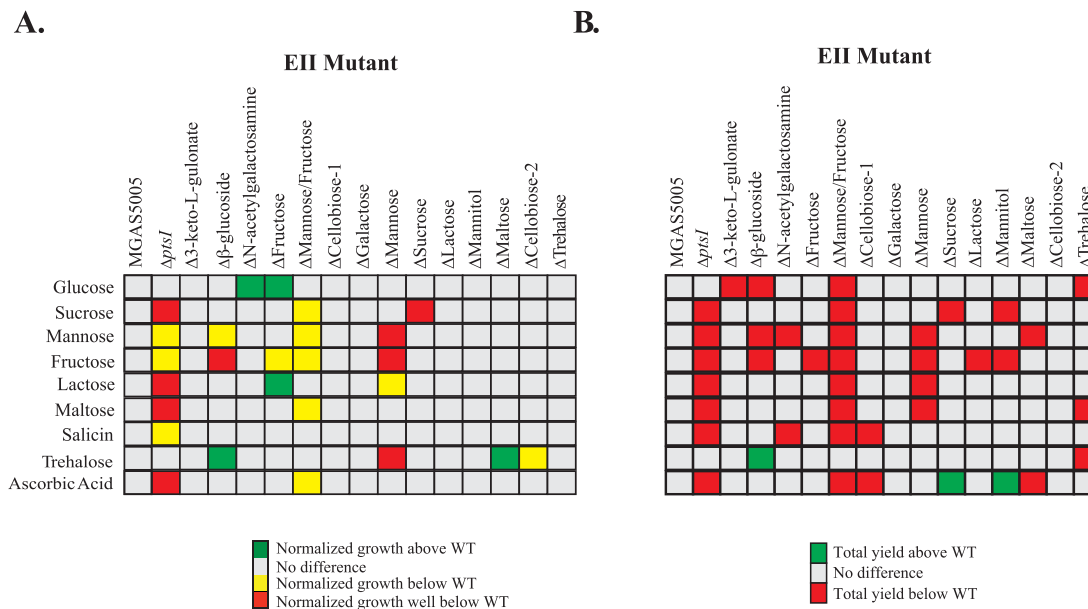 A.
EII Mutant
MGAS5005
ΔptsI
Δ3-keto-L-gulonate
Δβ-glucoside
ΔN-acetylgalactosamine
ΔFructose
ΔMannose/Fructose
ΔCellobiose-1
ΔGalactose
ΔMannose
ΔSucrose
ΔLactose
ΔMannitol
ΔMaltose
ΔCellobiose-2
ΔTrehalose
Glucose
Sucrose
Mannose
Fructose
Lactose
Maltose
Salicin
Trehalose
Ascorbic Acid
Normalized growth above WT
No difference
Normalized growth below WT
Normalized growth well below WT
B.
EII Mutant
MGAS5005
ΔptsI
Δ3-keto-L-gulonate
Δβ-glucoside
ΔN-acetylgalactosamine
ΔFructose
ΔMannose/Fructose
ΔCellobiose-1
ΔGalactose
ΔMannose
ΔSucrose
ΔLactose
ΔMannitol
ΔMaltose
ΔCellobiose-2
ΔTrehalose
Total yield above WT
No difference
Total yield below WT